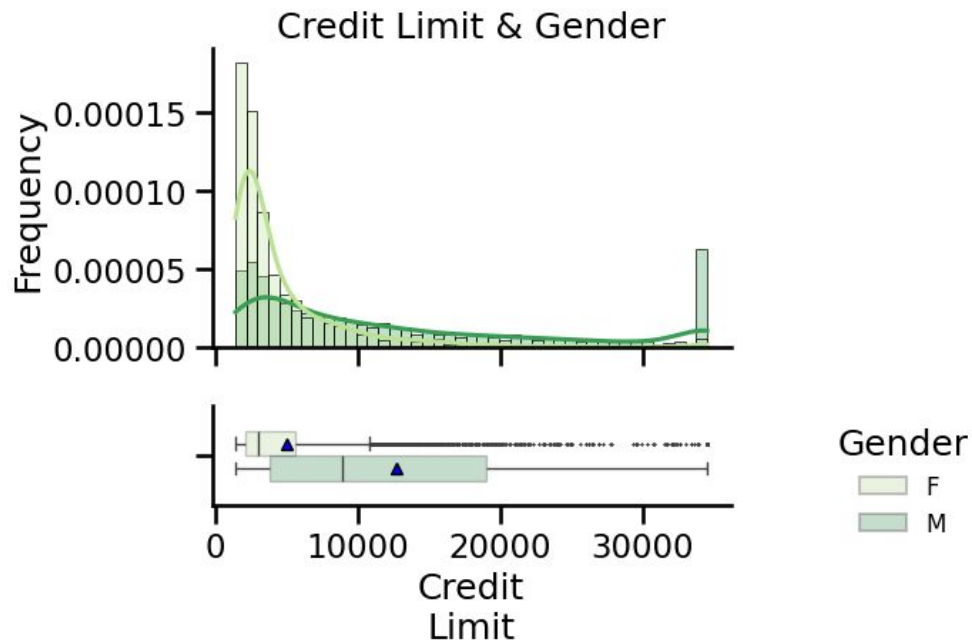 Credit Limit & Gender
Frequency
0.00015
0.00010
0.00005
0.00000
Gender
F
M
0 10000 20000 30000
Credit
Limit